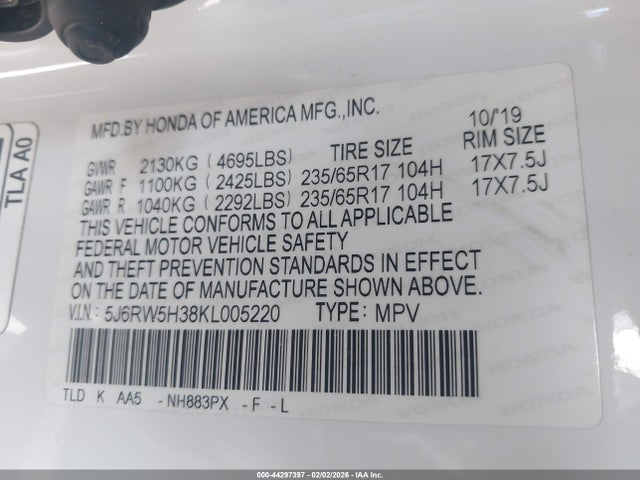 MFD.BY HONDA OF AMERICA MFG.,INC. 10/'19
GVWR 2130KG (4695LBS) TIRE SIZE RIM SIZE
GAWR F 1100KG (2425LBS) 235/65R17 104H 17X7.5J
GAWR R 1040KG (2292LBS) 235/65R17 104H 17X7.5J
THIS VEHICLE CONFORMS TO ALL APPLICABLE
FEDERAL MOTOR VEHICLE SAFETY
AND THEFT PREVENTION STANDARDS IN EFFECT
ON THE DATE OF MANUFACTURE SHOWN ABOVE.
V.I.N.: 5J6RW5H38KL005220 TYPE: MPV
TLD K AA5 -NH883PX -F -L
TLA A0
000-44297397 - 02/02/2026 - IAA Inc.